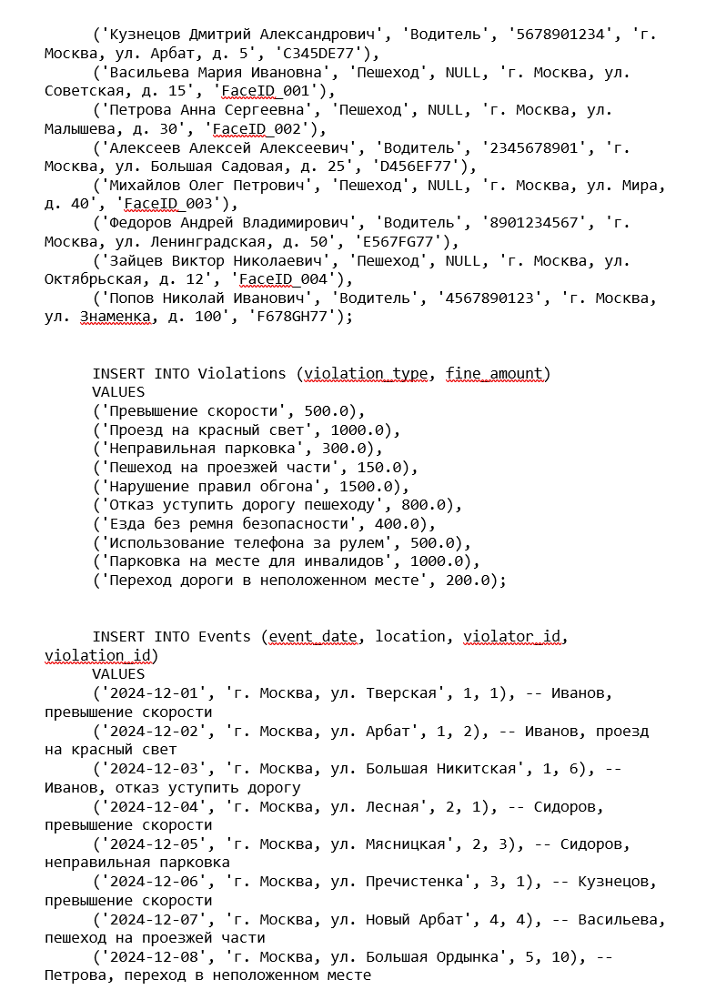 ('Кузнецов Дмитрий Александрович', 'Водитель', '5678901234', 'г.
Москва, ул. Арбат, д. 5', 'C345DE77'),
('Васильева Мария Ивановна', 'Пешеход', NULL, 'г. Москва, ул.
Советская, д. 15', 'FaceID_001'),
('Петрова Анна Сергеевна', 'Пешеход', NULL, 'г. Москва, ул.
Малышева, д. 30', 'FaceID_002'),
('Алексеев Алексей Алексеевич', 'Водитель', '2345678901', 'г.
Москва, ул. Большая Садовая, д. 25', 'D456EF77'),
('Михайлов Олег Петрович', 'Пешеход', NULL, 'г. Москва, ул. Мира,
д. 40', 'FaceID_003'),
('Федоров Андрей Владимирович', 'Водитель', '8901234567', 'г.
Москва, ул. Ленинградская, д. 50', 'E567FG77'),
('Зайцев Виктор Николаевич', 'Пешеход', NULL, 'г. Москва, ул.
Октябрьская, д. 12', 'FaceID_004'),
('Попов Николай Иванович', 'Водитель', '4567890123', 'г. Москва,
ул. Знаменка, д. 100', 'F678GH77');
INSERT INTO Violations (violation_type, fine_amount)
VALUES
('Превышение скорости', 500.0),
('Проезд на красный свет', 1000.0),
('Неправильная парковка', 300.0),
('Пешеход на проезжей части', 150.0),
('Нарушение правил обгона', 1500.0),
('Отказ уступить дорогу пешеходу', 800.0),
('Езда без ремня безопасности', 400.0),
('Использование телефона за рулем', 500.0),
('Парковка на месте для инвалидов', 1000.0),
('Переход дороги в неположенном месте', 200.0);
INSERT INTO Events (event_date, location, violator_id,
violation_id)
VALUES
('2024-12-01', 'г. Москва, ул. Тверская', 1, 1), -- Иванов,
превышение скорости
('2024-12-02', 'г. Москва, ул. Арбат', 1, 2), -- Иванов, проезд
на красный свет
('2024-12-03', 'г. Москва, ул. Большая Никитская', 1, 6), --
Иванов, отказ уступить дорогу
('2024-12-04', 'г. Москва, ул. Лесная', 2, 1), -- Сидоров,
превышение скорости
('2024-12-05', 'г. Москва, ул. Мясницкая', 2, 3), -- Сидоров,
неправильная парковка
('2024-12-06', 'г. Москва, ул. Пречистенка', 3, 1), -- Кузнецов,
превышение скорости
('2024-12-07', 'г. Москва, ул. Новый Арбат', 4, 4), -- Васильева,
пешеход на проезжей части
('2024-12-08', 'г. Москва, ул. Большая Ордынка', 5, 10), --
Петрова, переход в неположенном месте